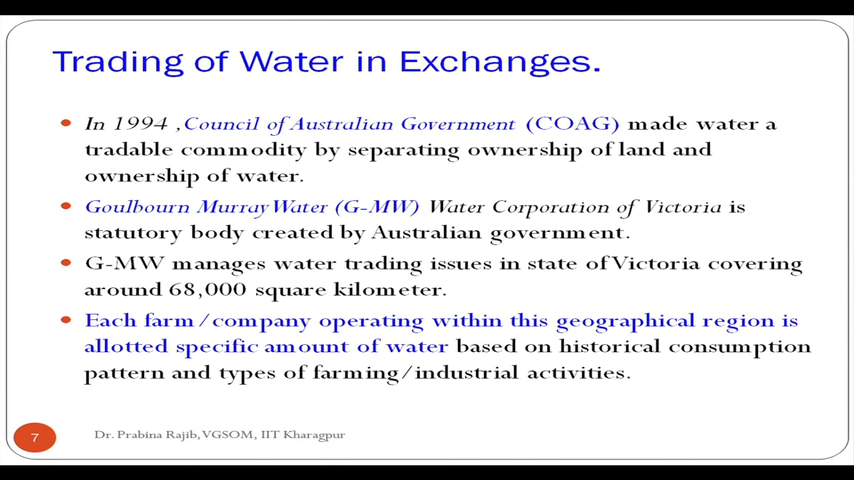 Trading of Water in Exchanges.
In 1994 ,Council of Australian Government (COAG) made water a
tradable commodity by separating ownership of land and
ownership of water.
Goulbourn Murray Water (G-MW) Water Corporation of Victoria is
statutory body created by Australian government.
G-MW manages water trading issues in state of Victoria covering
around 68,000 square kilometer.
Each farm/company operating within this geographical region is
allotted specific amount of water based on historical consumption
pattern and types of farming/industrial activities.
7
Dr. Prabina Rajib, VGSOM, IIT Kharagpur